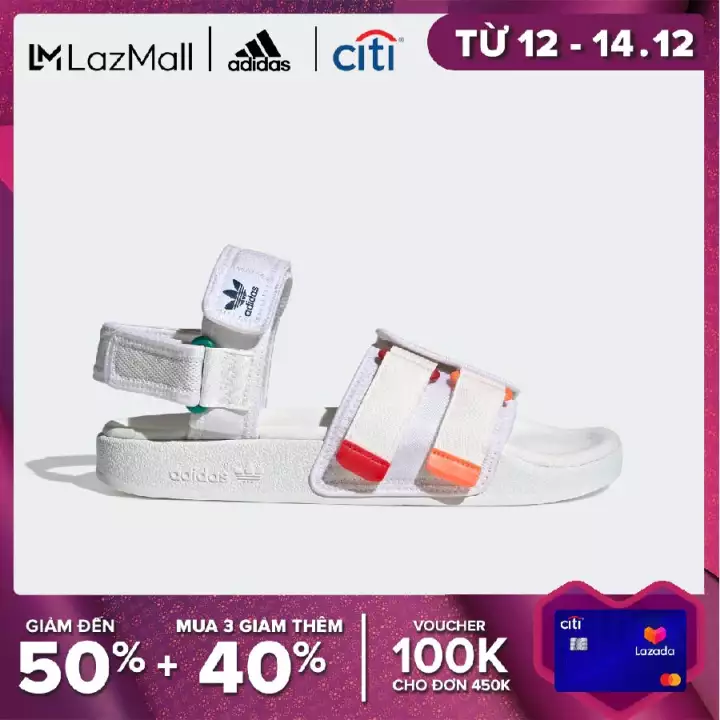 LM LazMall
adidas
citi
TỪ 12 - 14.12
adidas
adidas
GIẢM ĐẾN
50% +
MUA 3 GIẢM THÊM
40%
VOUCHER
100K
CHO ĐƠN 450K
citi
Lazada